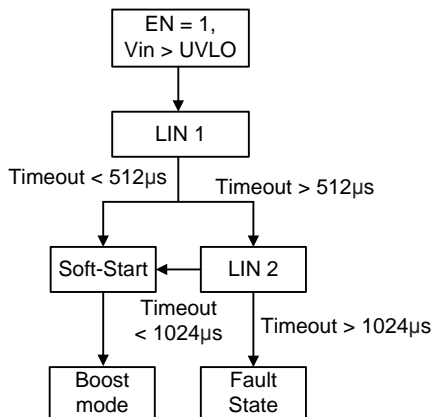 EN = 1,
Vin > UVLO
LIN 1
Timeout < 512µs
Timeout > 512µs
Soft-Start
LIN 2
Timeout
< 1024µs
Timeout > 1024µs
Boost
mode
Fault
State